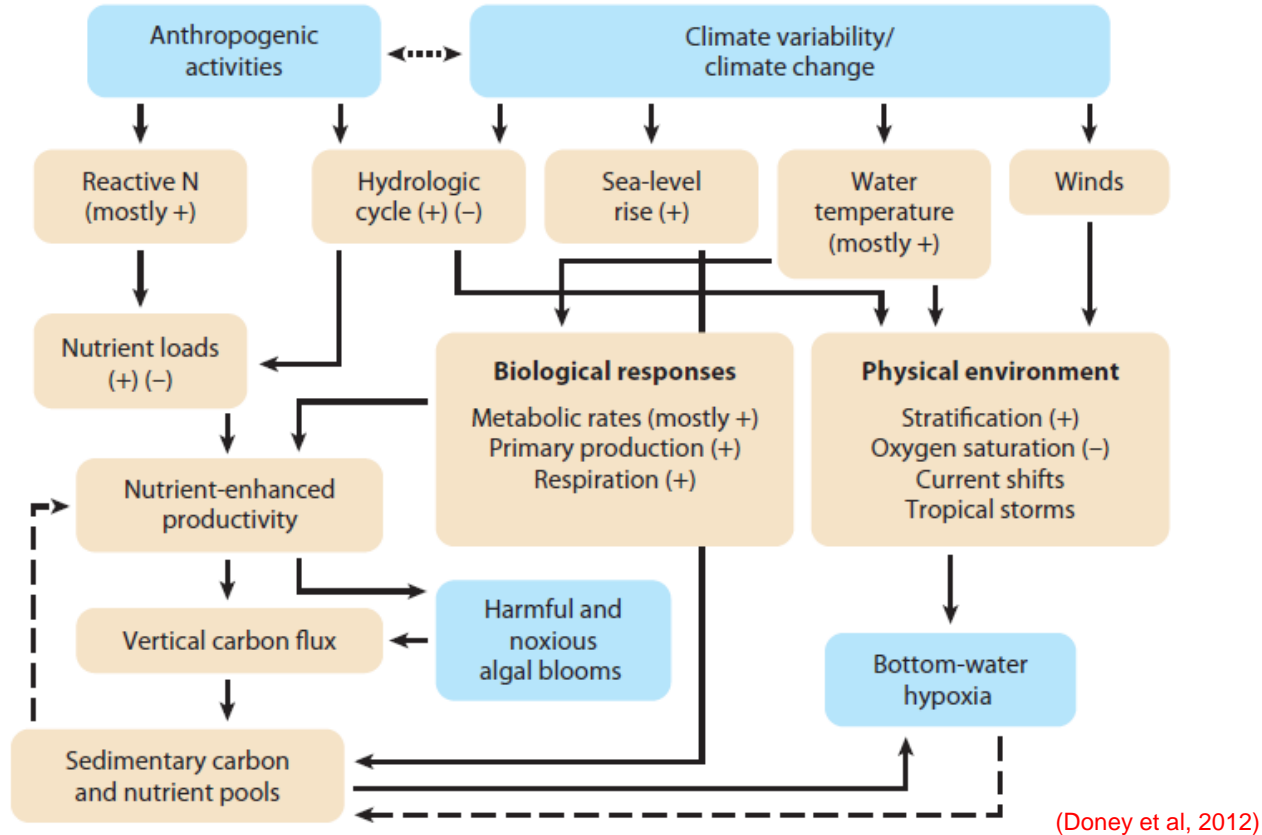 Anthropogenic
activities
Climate variability/
climate change
Reactive N
(mostly +)
Hydrologic
cycle (+) (–)
Sea-level
rise (+)
Water
temperature
(mostly +)
Winds
Nutrient loads
(+) (–)
Biological responses
Metabolic rates (mostly +)
Primary production (+)
Respiration (+)
Physical environment
Stratification (+)
Oxygen saturation (–)
Current shifts
Tropical storms
Nutrient-enhanced
productivity
Vertical carbon flux
Harmful and
noxious
algal blooms
Bottom-water
hypoxia
Sedimentary carbon
and nutrient pools
(Doney et al, 2012)